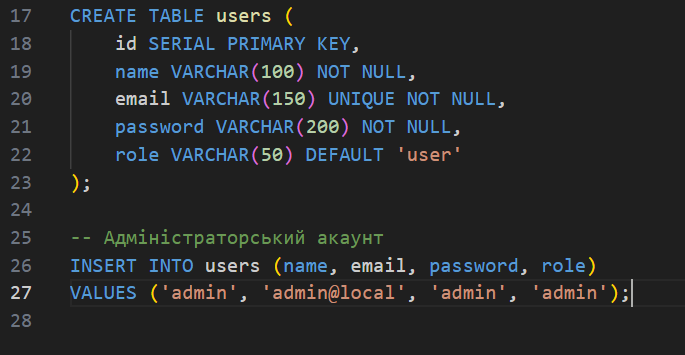 17 CREATE TABLE users (
18     id SERIAL PRIMARY KEY,
19     name VARCHAR(100) NOT NULL,
20     email VARCHAR(150) UNIQUE NOT NULL,
21     password VARCHAR(200) NOT NULL,
22     role VARCHAR(50) DEFAULT 'user'
23 );
24
25 -- Адміністраторський акаунт
26 INSERT INTO users (name, email, password, role)
27 VALUES ('admin', 'admin@local', 'admin', 'admin');
28